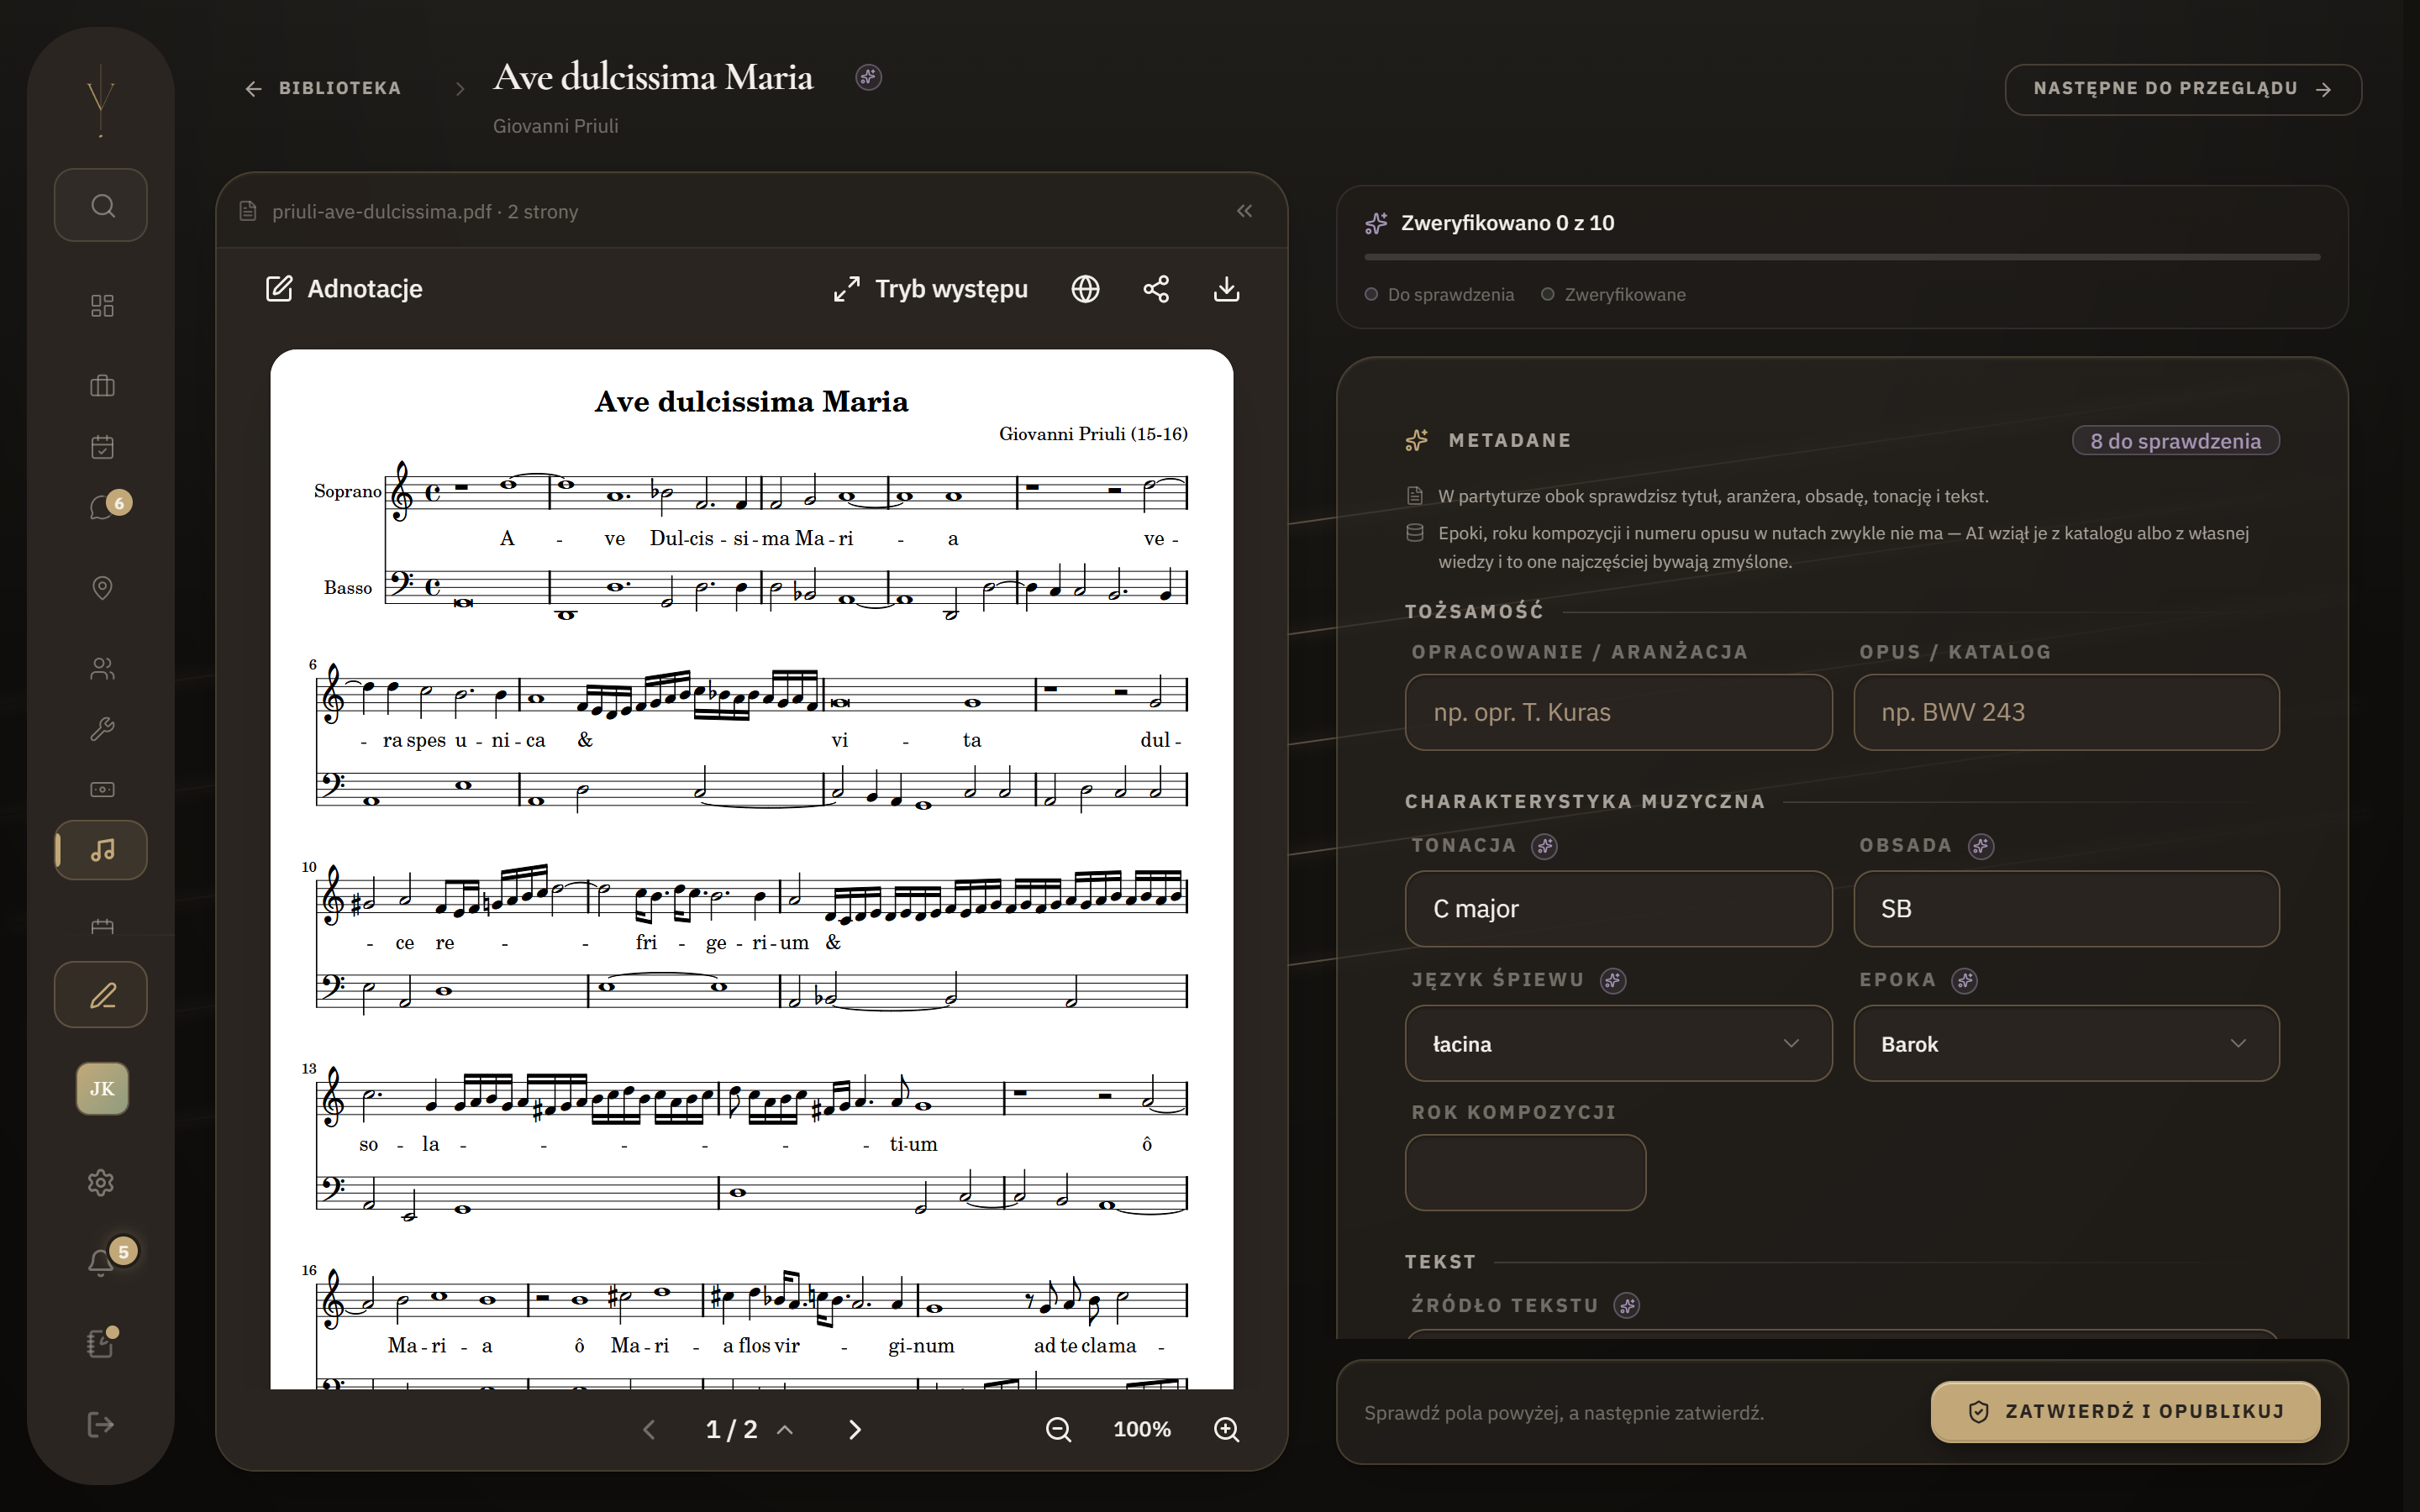 BIBLIOTEKA
Ave dulcissima Maria
Giovanni Priuli
NASTĘPNE DO PRZEGLĄDU
priuli-ave-dulcissima.pdf · 2 strony
Adnotacje
Tryb występu
Ave dulcissima Maria
Giovanni Priuli (15-16)
Soprano
A - ve Dul-cis - si-ma Ma-ri - a ve -
Basso
6
- ra spes u - ni-ca & vi - ta dul -
10
- ce re - - fri - ge - ri-um &
13
so - la - - - - - - ti-um ô
16
Ma-ri - a ô Ma-ri - a flos vir - gi-num ad te clama -
1 / 2
100%
6
JK
5
Zweryfikowano 0 z 10
Do sprawdzenia
Zweryfikowane
METADANE
8 do sprawdzenia
W partyturze obok sprawdzisz tytuł, aranżera, obsadę, tonację i tekst.
Epoki, roku kompozycji i numeru opusu w nutach zwykle nie ma — AI wziął je z katalogu albo z własnej
wiedzy i to one najczęściej bywają zmyślone.
TOŻSAMOŚĆ
OPRACOWANIE / ARANŻACJA
OPUS / KATALOG
np. opr. T. Kuras
np. BWV 243
CHARAKTERYSTYKA MUZYCZNA
TONACJA
OBSADA
C major
SB
JĘZYK ŚPIEWU
EPOKA
łacina
Barok
ROK KOMPOZYCJI
TEKST
ŹRÓDŁO TEKSTU
Sprawdź pola powyżej, a następnie zatwierdź.
ZATWIERDŹ I OPUBLIKUJ